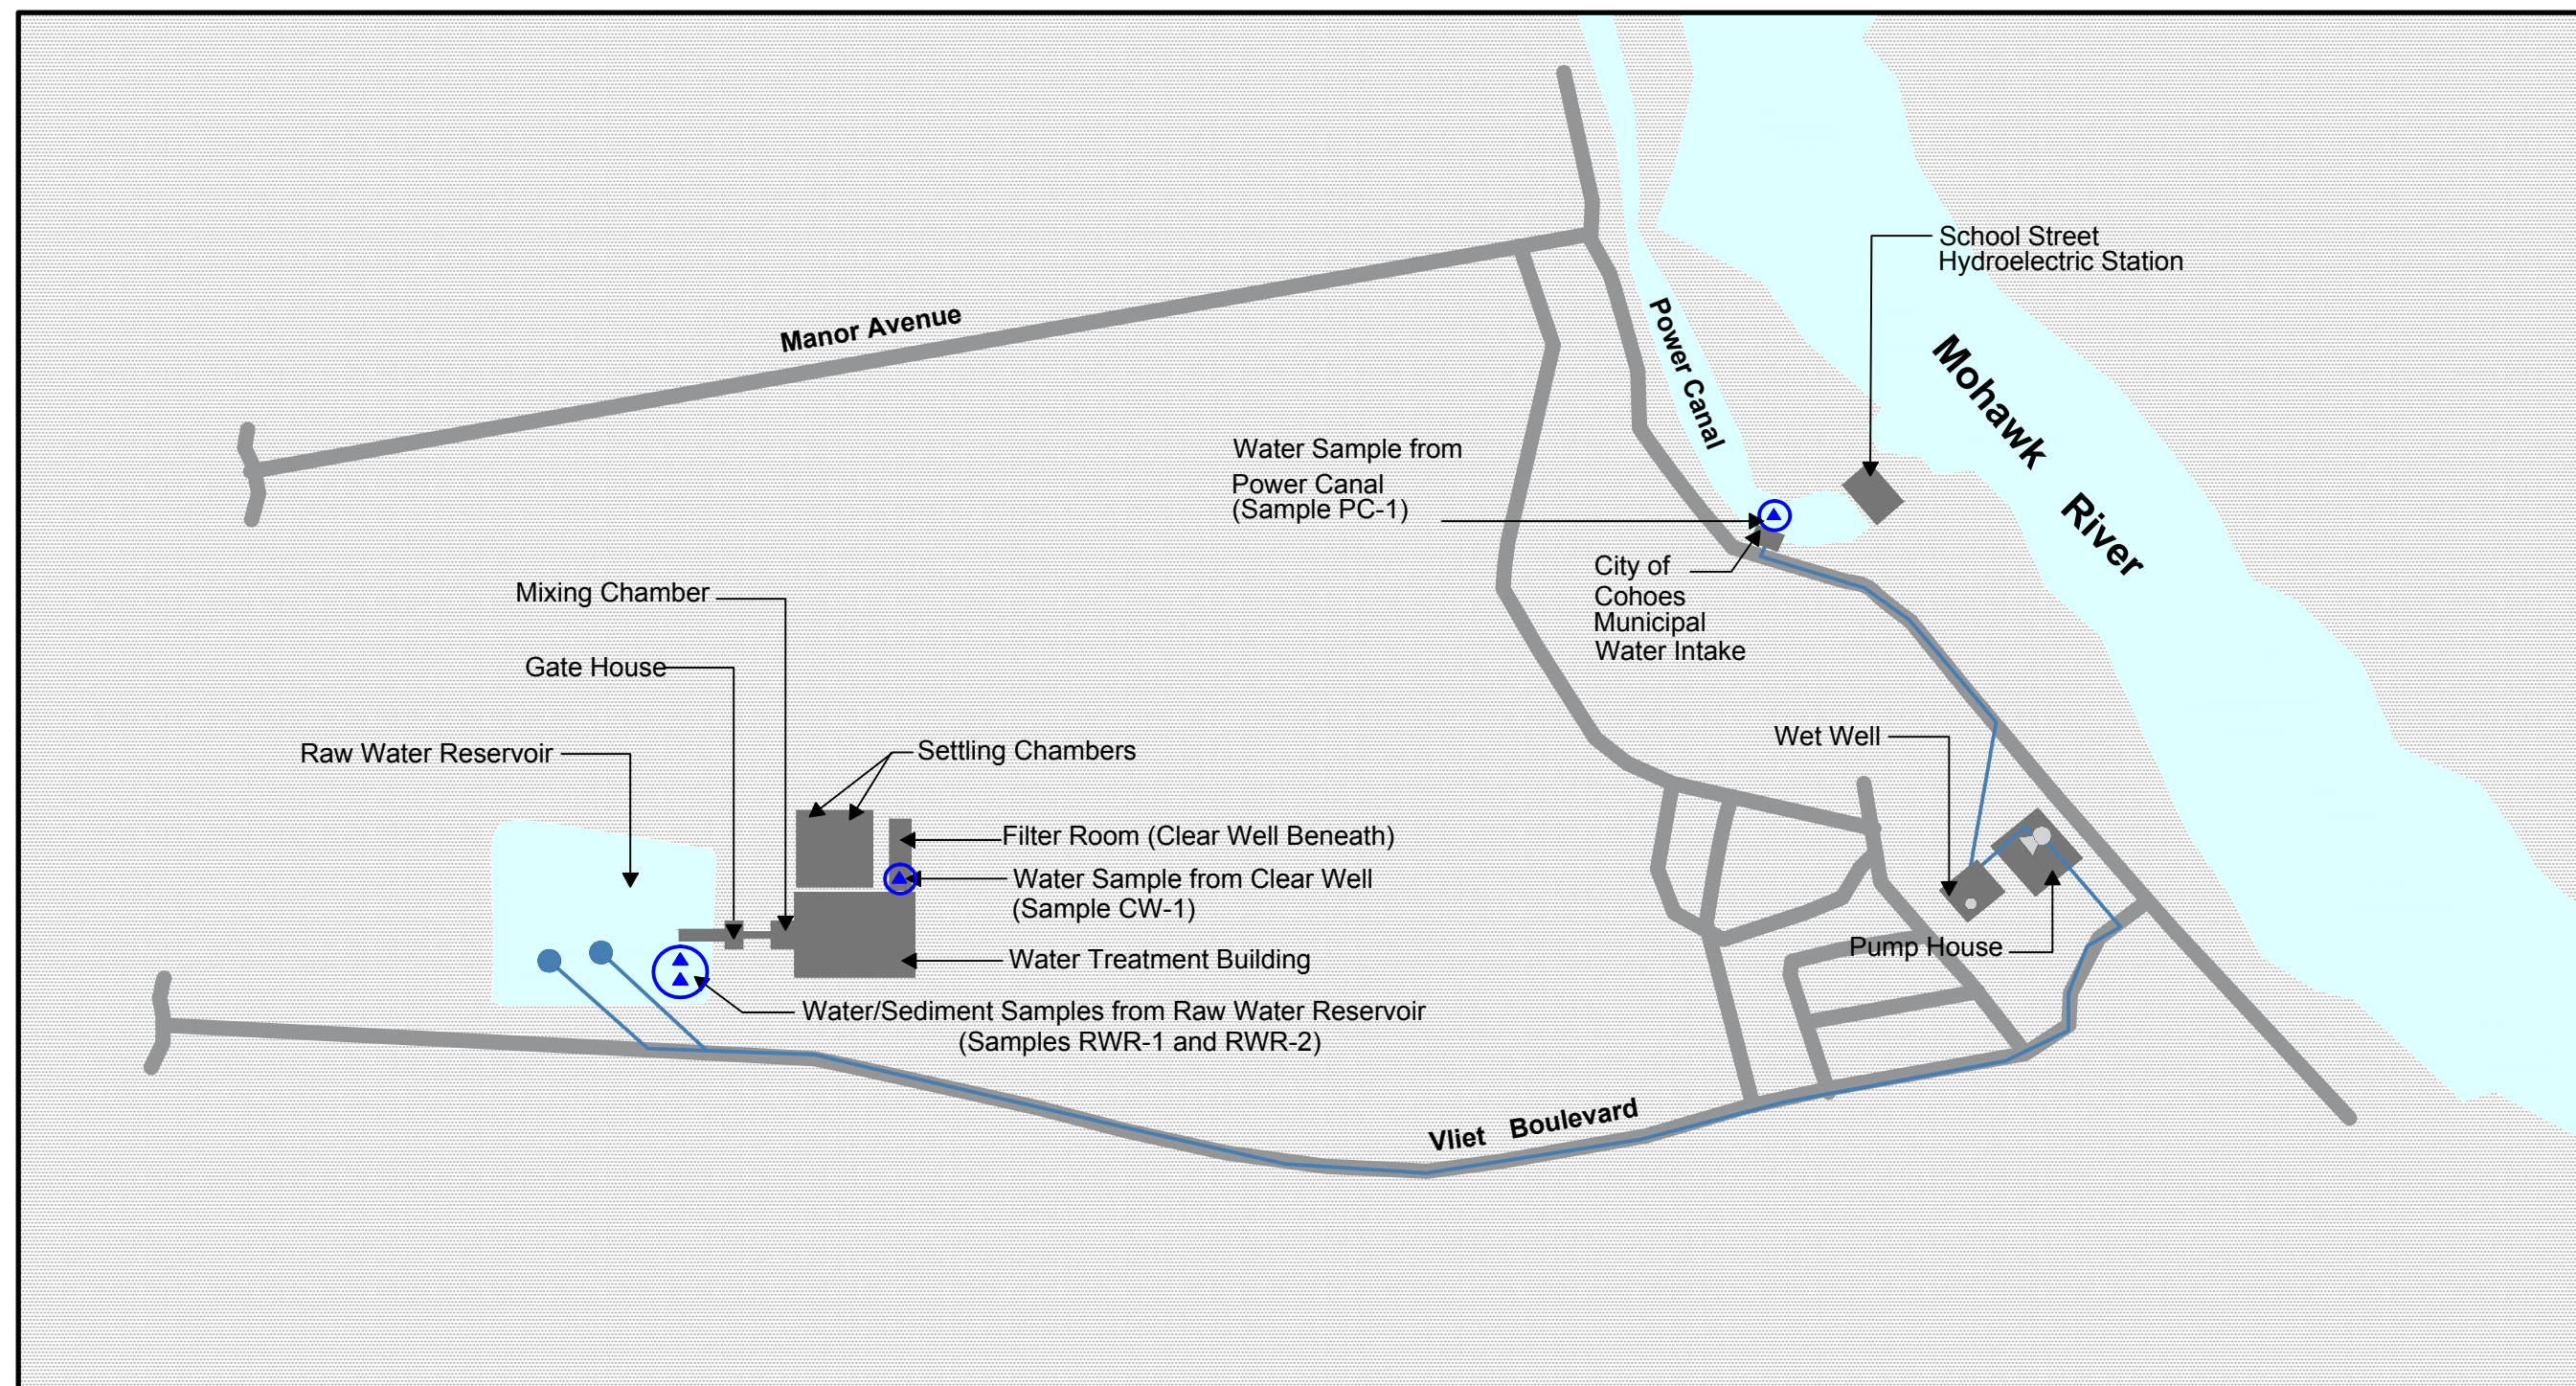 School Street
Hydroelectric Station
Manor Avenue
Power Canal
Mohawk River
Water Sample from
Power Canal
(Sample PC-1)
City of
Cohoes
Municipal
Water Intake
Mixing Chamber
Gate House
Raw Water Reservoir
Settling Chambers
Wet Well
Filter Room (Clear Well Beneath)
Water Sample from Clear Well
(Sample CW-1)
Pump House
Water Treatment Building
Water/Sediment Samples from Raw Water Reservoir
(Samples RWR-1 and RWR-2)
Vliet Boulevard